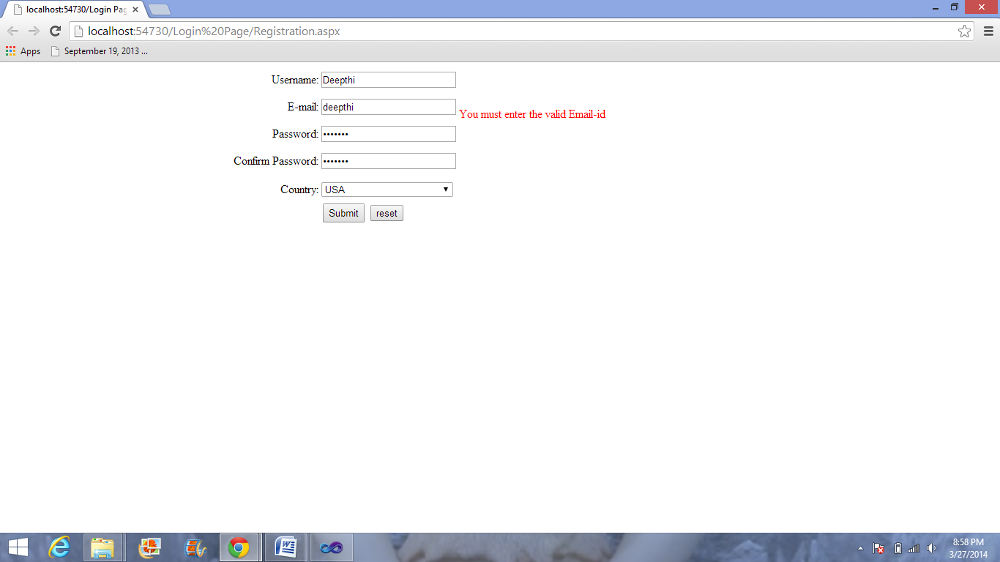 localhost:54730/Login Pag
localhost:54730/Login%20Page/Registration.aspx
Apps September 19, 2013 ...
Username: Deepthi
E-mail: deepthi
You must enter the valid Email-id
Password: •••••••
Confirm Password: •••••••
Country: USA
Submit reset
8:58 PM
3/27/2014